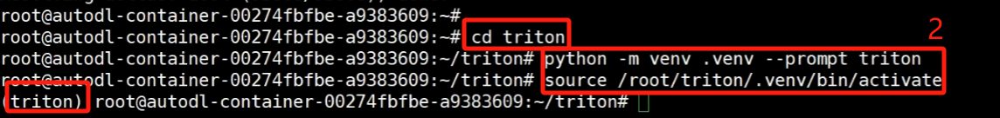 root@autodl-container-00274fbfbe-a9383609:~#
root@autodl-container-00274fbfbe-a9383609:~# cd triton
2
root@autodl-container-00274fbfbe-a9383609:~/triton# python -m venv .venv --prompt triton
root@autodl-container-00274fbfbe-a9383609:~/triton# source /root/triton/.venv/bin/activate
(triton) root@autodl-container-00274fbfbe-a9383609:~/triton#